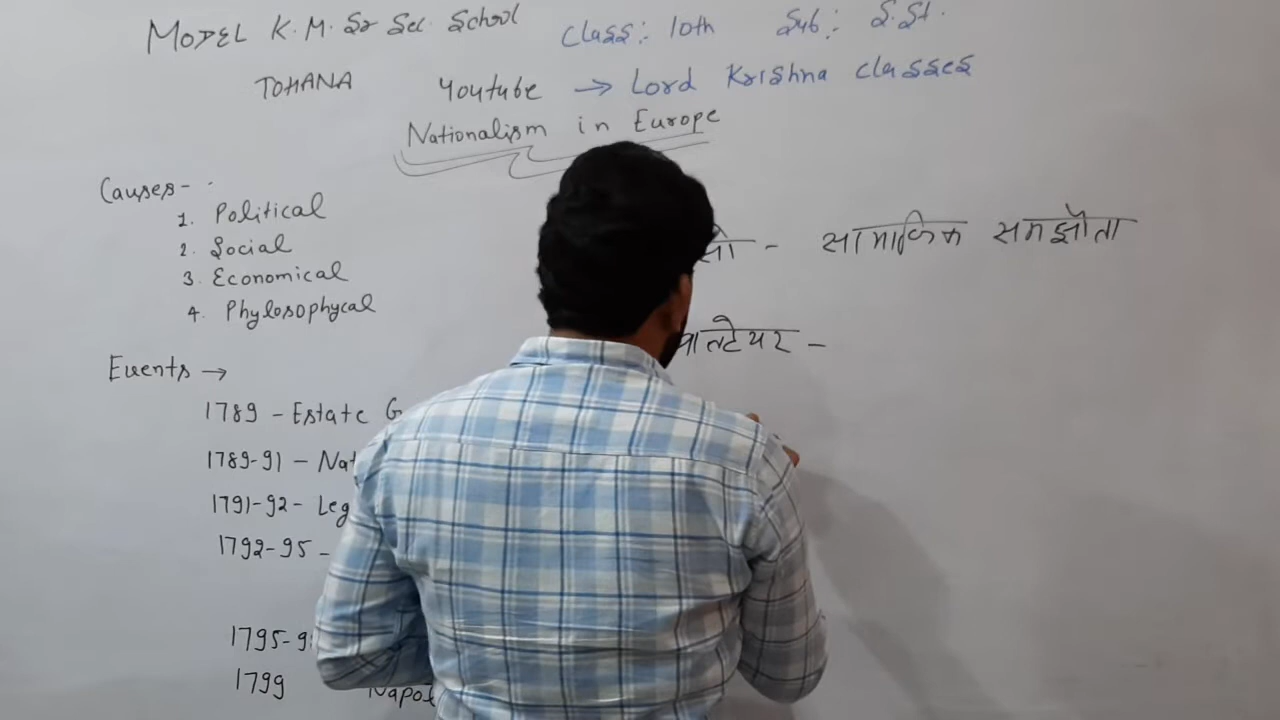 MODEL K.M. Sr Sec. School Class:- 10th Sub:- S.St.
TOHANA Youtube → Lord Krishna classes
Nationalism in Europe
Causes-
1. Political
2. Social
3. Economical
4. Phylosophycal
सामाजिक समझौता
वाल्टेयर -
Events →
1789 - Estate G
1789-91 - Nat
1791-92 - Leg
1792-95 -
1795-9
1799 Napol